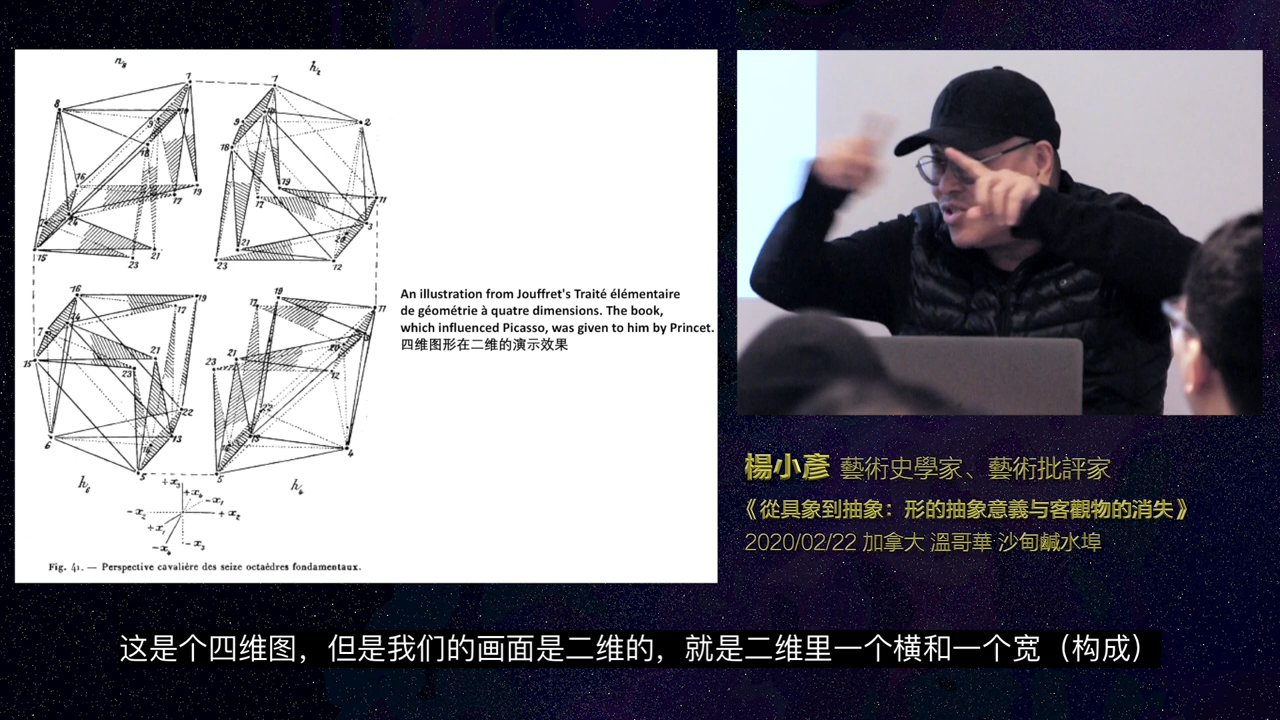 An illustration from Jouffret's Traité élémentaire
de géométrie à quatre dimensions. The book,
which influenced Picasso, was given to him by Princet.
四维图形在二维的演示效果
Fig. 41. — Perspective cavalière des seize octaèdres fondamentaux.
楊小彥 藝術史學家、藝術批評家
《從具象到抽象：形的抽象意義与客觀物的消失》
2020/02/22 加拿大 溫哥華 沙甸鹹水埠
这是个四维图，但是我们的画面是二维的，就是二维里一个横和一个宽（构成）